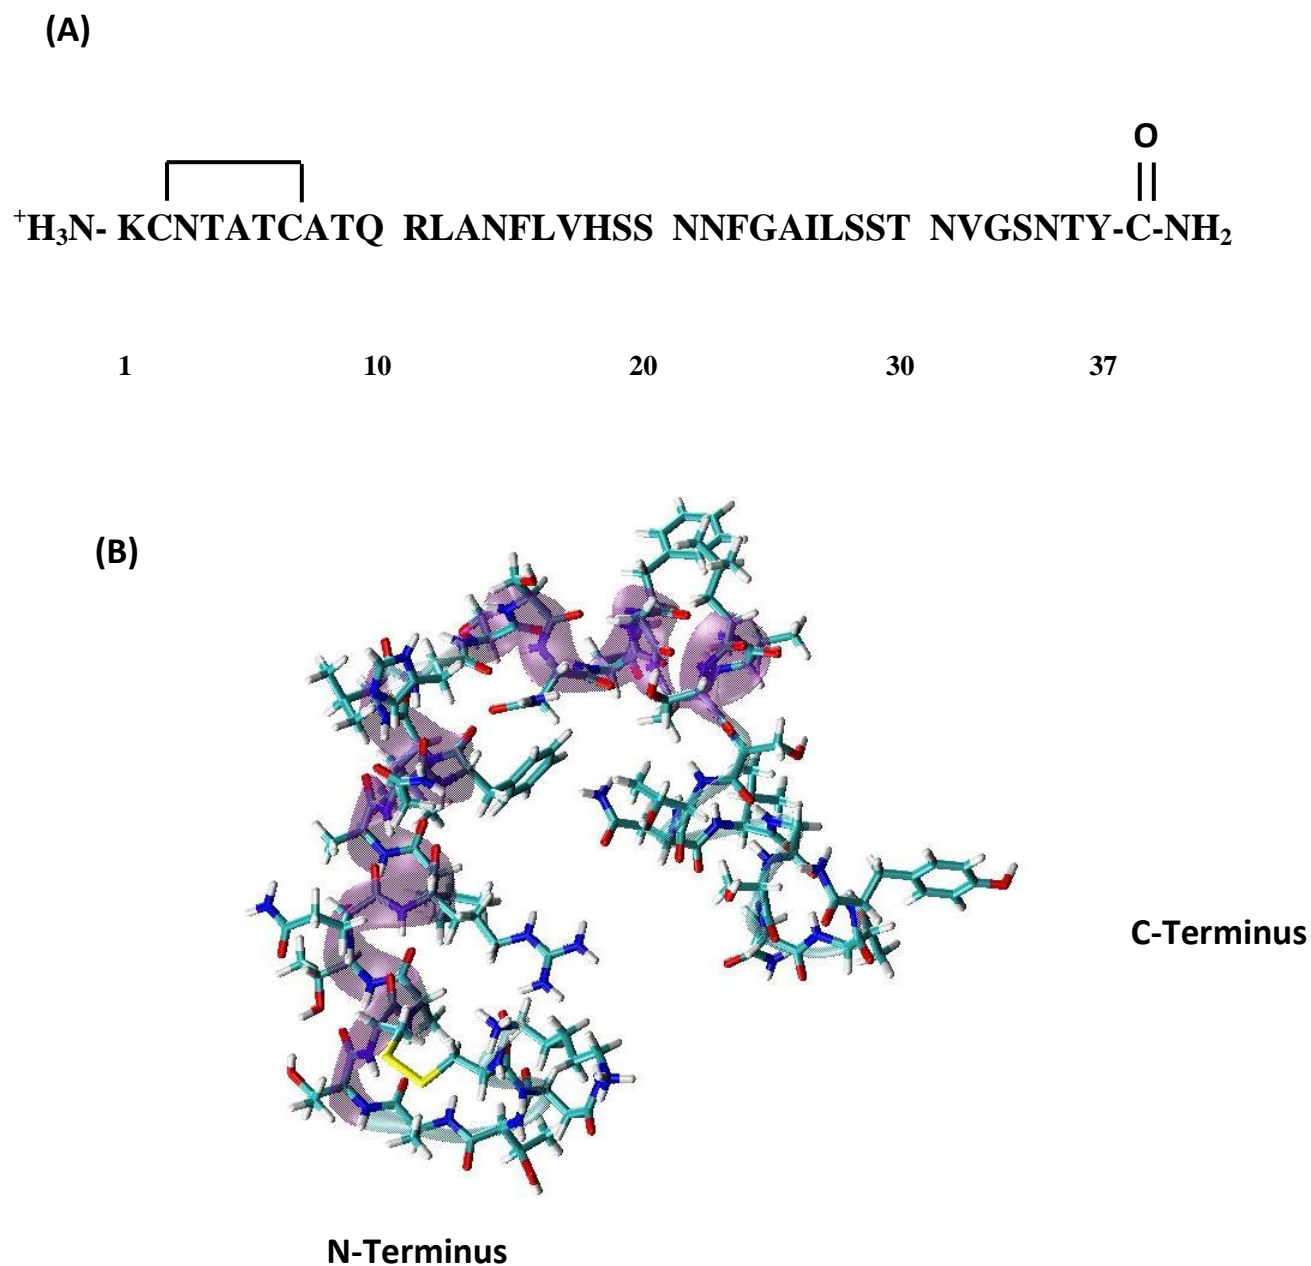 (A)
O
⁺H₃N- KCNTATCATQ RLANFLVHSS NNFGAILSST NVGSNTY-C-NH₂
1 10 20 30 37
(B)
C-Terminus
N-Terminus